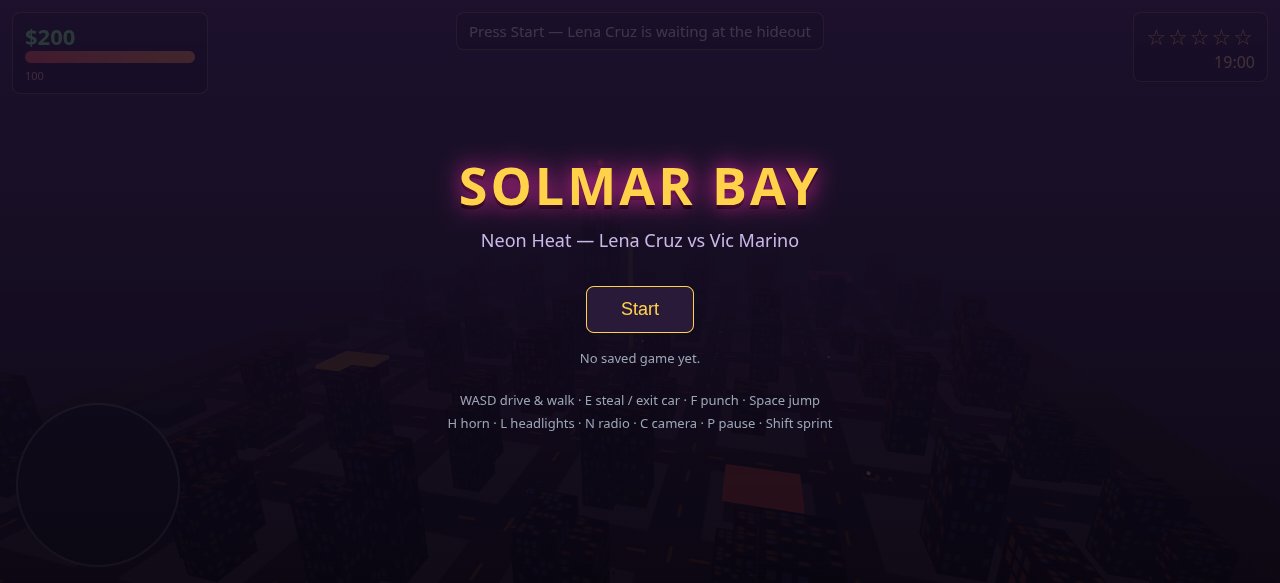 $200
100
Press Start — Lena Cruz is waiting at the hideout
☆☆☆☆☆
19:00
SOLMAR BAY
Neon Heat — Lena Cruz vs Vic Marino
Start
No saved game yet.
WASD drive & walk · E steal / exit car · F punch · Space jump
H horn · L headlights · N radio · C camera · P pause · Shift sprint